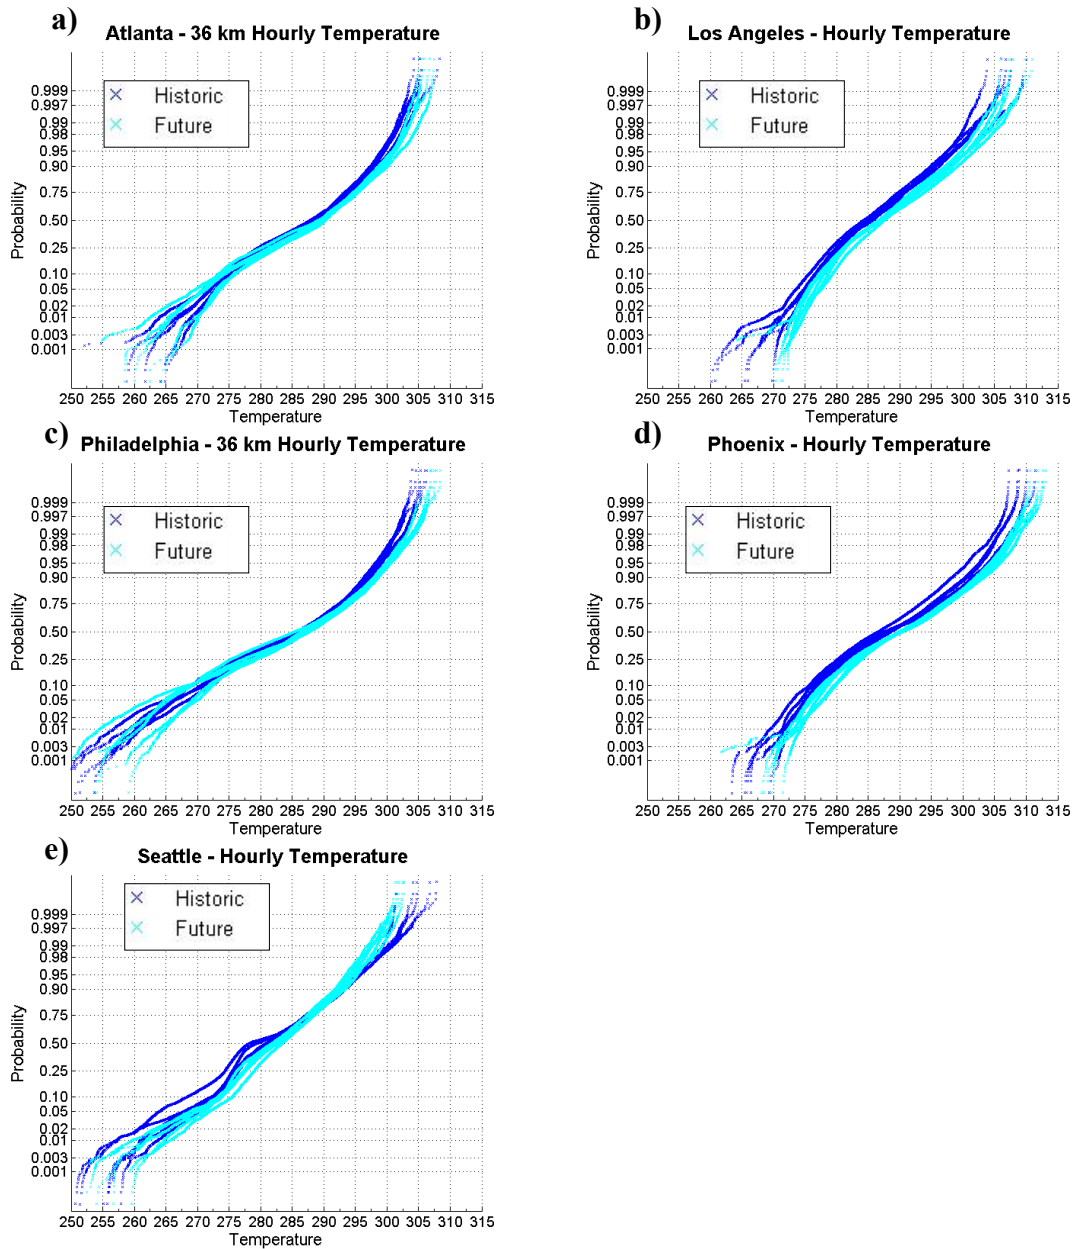 a)
Atlanta - 36 km Hourly Temperature
Historic
Future
Probability
0.999
0.997
0.99
0.98
0.95
0.90
0.75
0.50
0.25
0.10
0.05
0.02
0.01
0.003
0.001
250 255 260 265 270 275 280 285 290 295 300 305 310 315
Temperature
b)
Los Angeles - Hourly Temperature
Historic
Future
Probability
0.999
0.997
0.99
0.98
0.95
0.90
0.75
0.50
0.25
0.10
0.05
0.02
0.01
0.003
0.001
250 255 260 265 270 275 280 285 290 295 300 305 310 315
Temperature
c)
Philadelphia - 36 km Hourly Temperature
Historic
Future
Probability
0.999
0.997
0.99
0.98
0.95
0.90
0.75
0.50
0.25
0.10
0.05
0.02
0.01
0.003
0.001
250 255 260 265 270 275 280 285 290 295 300 305 310 315
Temperature
d)
Phoenix - Hourly Temperature
Historic
Future
Probability
0.999
0.997
0.99
0.98
0.95
0.90
0.75
0.50
0.25
0.10
0.05
0.02
0.01
0.003
0.001
250 255 260 265 270 275 280 285 290 295 300 305 310 315
Temperature
e)
Seattle - Hourly Temperature
Historic
Future
Probability
0.999
0.997
0.99
0.98
0.95
0.90
0.75
0.50
0.25
0.10
0.05
0.02
0.01
0.003
0.001
250 255 260 265 270 275 280 285 290 295 300 305 310 315
Temperature